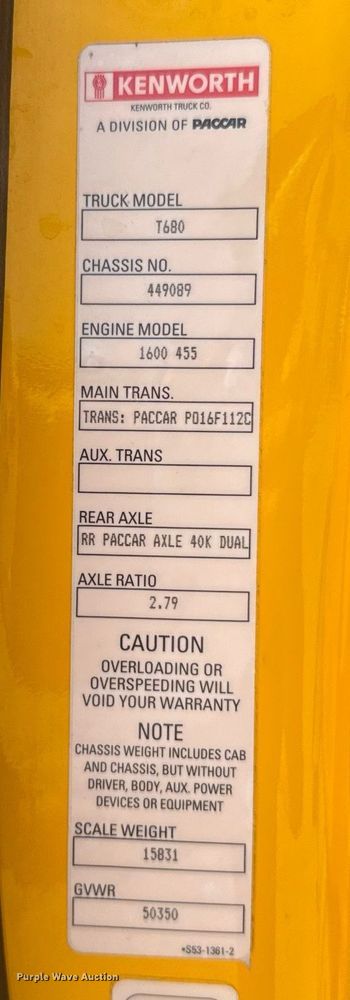 KENWORTH
KENWORTH TRUCK CO.
A DIVISION OF PACCAR
TRUCK MODEL
T680
CHASSIS NO.
449089
ENGINE MODEL
1600 455
MAIN TRANS.
TRANS: PACCAR PO16F112C
AUX. TRANS
REAR AXLE
RR PACCAR AXLE 40K DUAL
AXLE RATIO
2.79
CAUTION
OVERLOADING OR
OVERSPEEDING WILL
VOID YOUR WARRANTY
NOTE
CHASSIS WEIGHT INCLUDES CAB
AND CHASSIS, BUT WITHOUT
DRIVER, BODY, AUX. POWER
DEVICES OR EQUIPMENT
SCALE WEIGHT
15831
GVWR
50350
*S53-1361-2
Purple Wave Auction